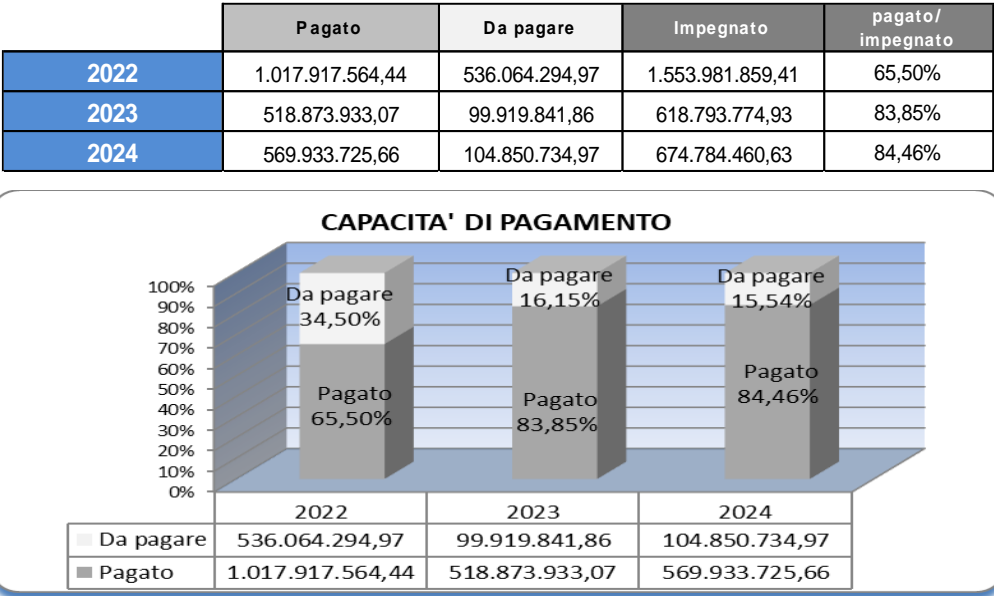 Pagato Da pagare Impegnato pagato/
impegnato
2022 1.017.917.564,44 536.064.294,97 1.553.981.859,41 65,50%
2023 518.873.933,07 99.919.841,86 618.793.774,93 83,85%
2024 569.933.725,66 104.850.734,97 674.784.460,63 84,46%
CAPACITA' DI PAGAMENTO
100%
90%
80%
70%
60%
50%
40%
30%
20%
10%
0%
Da pagare
34,50%
Pagato
65,50%
Da pagare
16,15%
Pagato
83,85%
Da pagare
15,54%
Pagato
84,46%
2022 2023 2024
Da pagare 536.064.294,97 99.919.841,86 104.850.734,97
Pagato 1.017.917.564,44 518.873.933,07 569.933.725,66